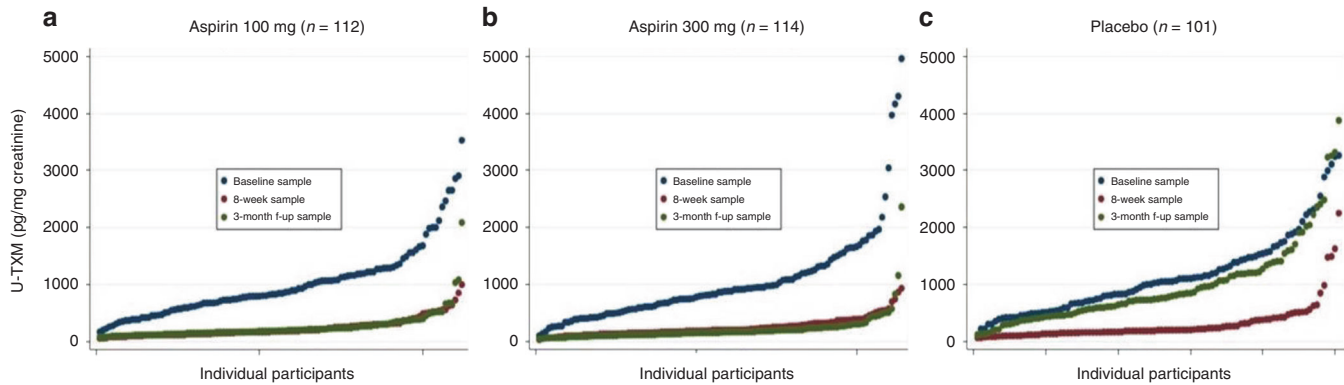 a
Aspirin 100 mg (n = 112)
b
Aspirin 300 mg (n = 114)
c
Placebo (n = 101)
U-TXM (pg/mg creatinine)
5000
4000
3000
2000
1000
0
Baseline sample
8-week sample
3-month f-up sample
Individual participants
5000
4000
3000
2000
1000
0
Baseline sample
8-week sample
3-month f-up sample
Individual participants
5000
4000
3000
2000
1000
0
Baseline sample
8-week sample
3-month f-up sample
Individual participants